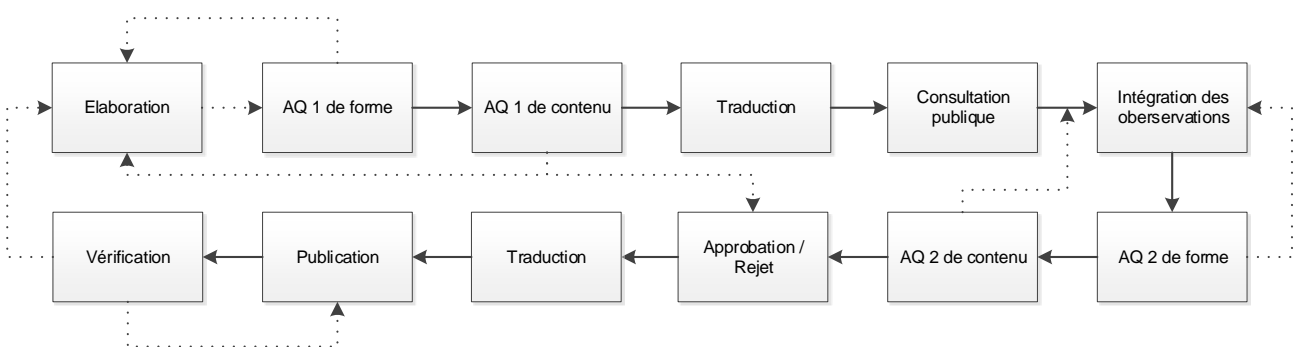 Elaboration
AQ 1 de forme
AQ 1 de contenu
Traduction
Consultation
publique
Intégration des
oberservations
Vérification
Publication
Traduction
Approbation /
Rejet
AQ 2 de contenu
AQ 2 de forme